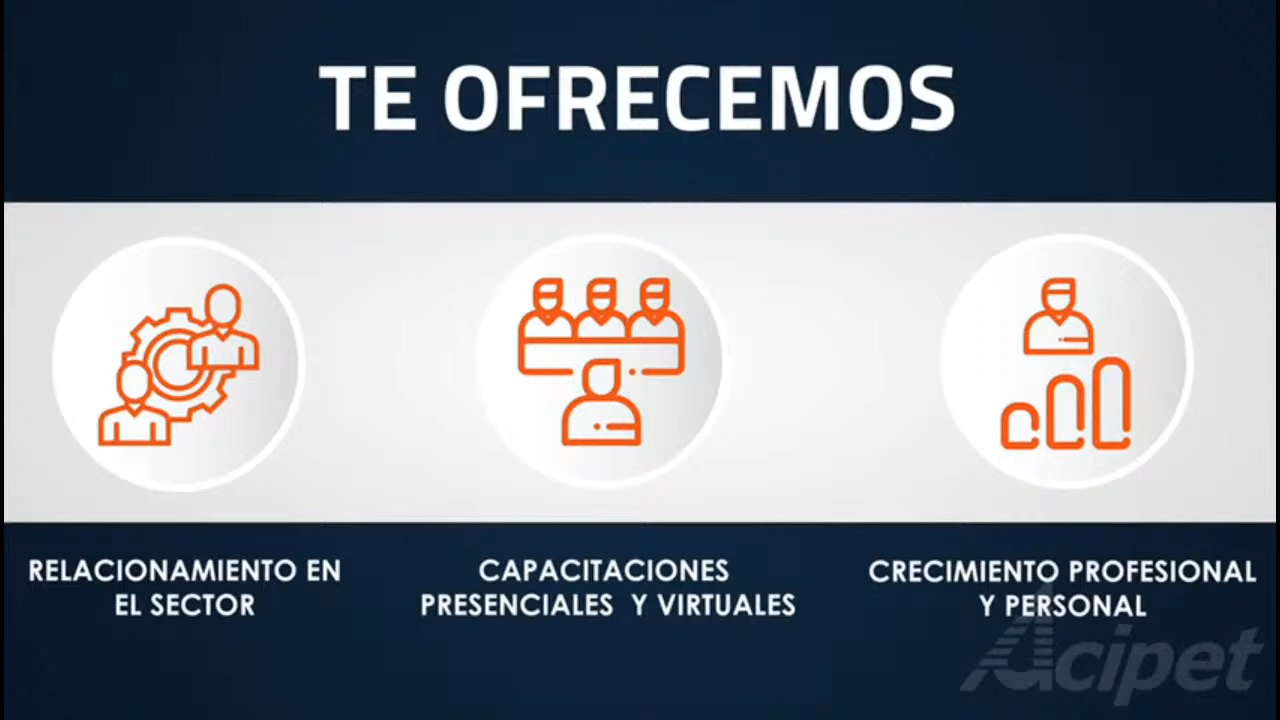 TE OFRECEMOS
RELACIONAMIENTO EN
EL SECTOR
CAPACITACIONES
PRESENCIALES Y VIRTUALES
CRECIMIENTO PROFESIONAL
Y PERSONAL
Acipet